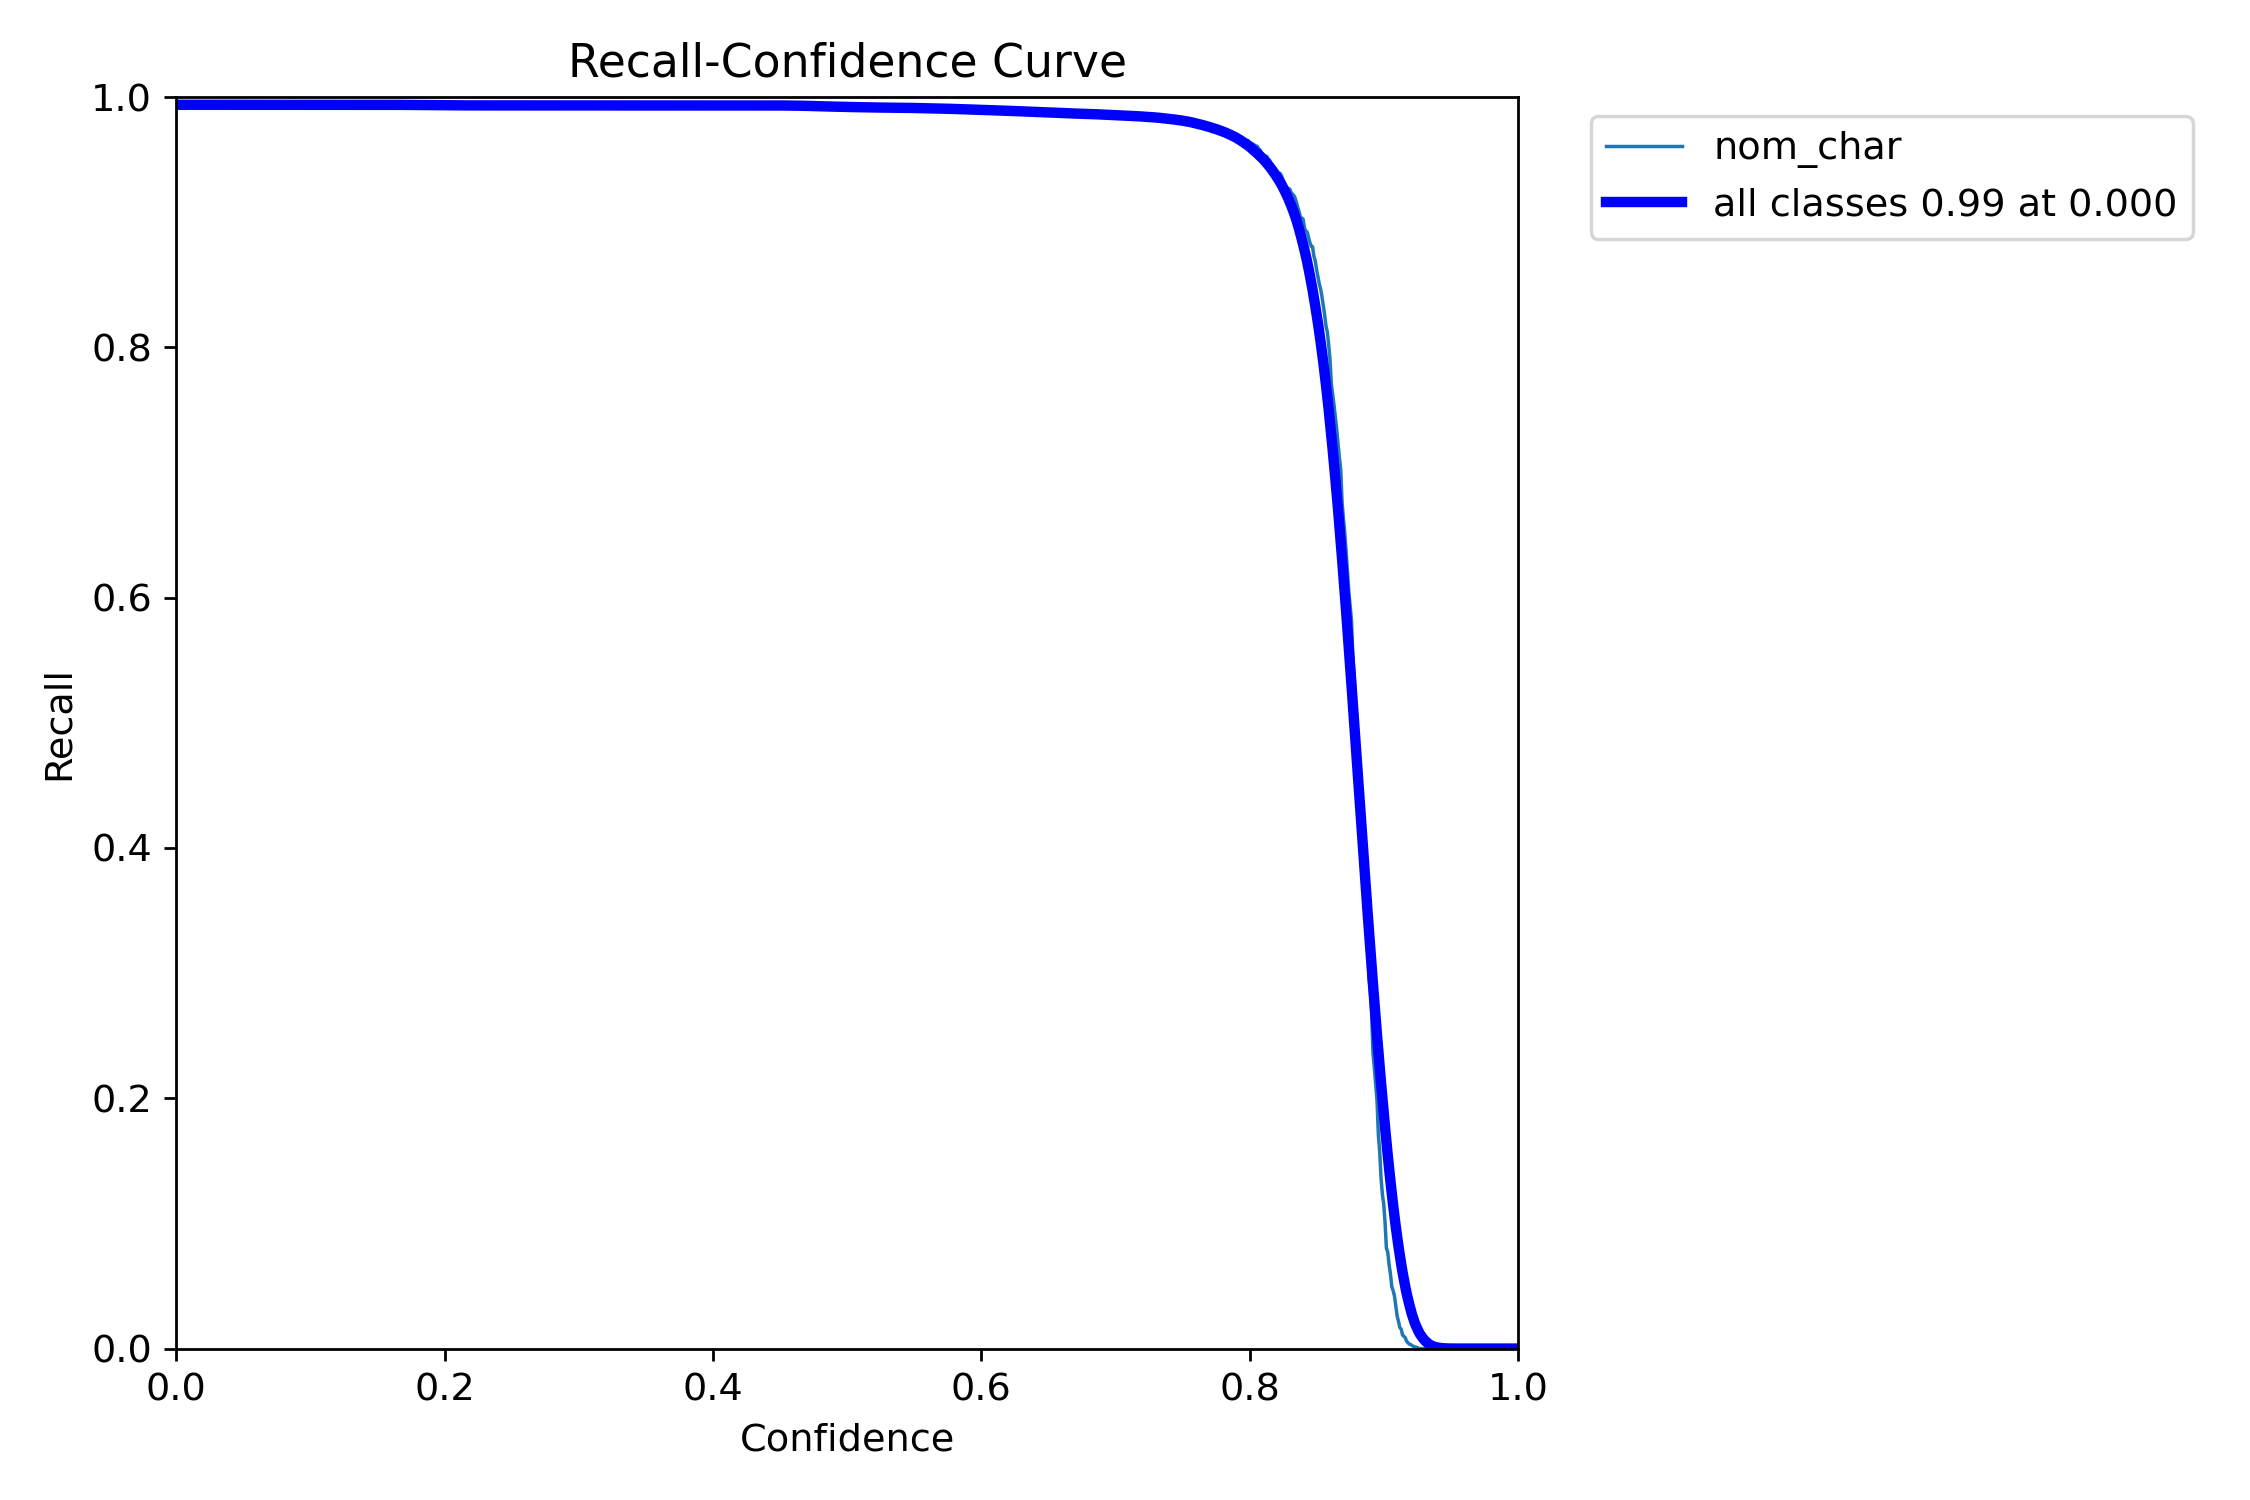 Recall-Confidence Curve
nom_char
all classes 0.99 at 0.000
1.0
0.8
0.6
0.4
0.2
0.0
Recall
0.0 0.2 0.4 0.6 0.8 1.0
Confidence